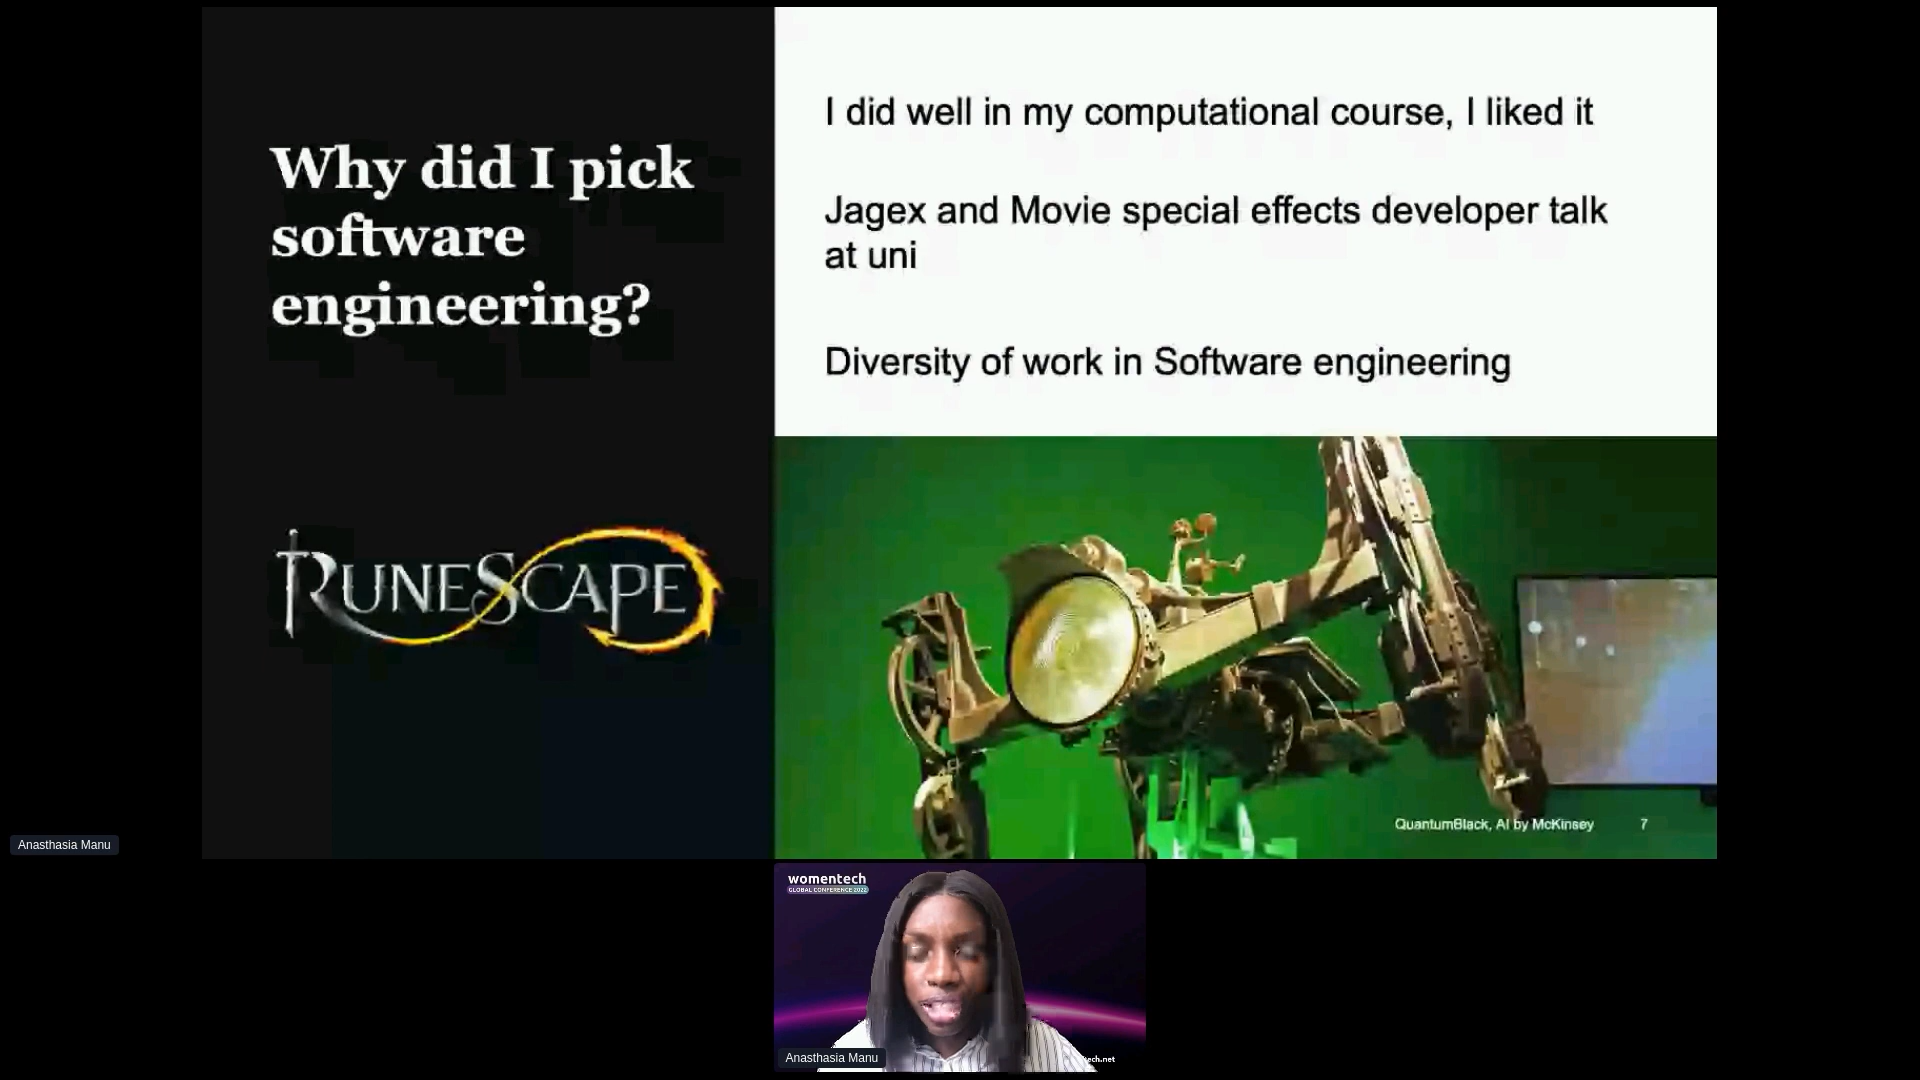 Why did I pick
software
engineering?
RUNESCAPE
I did well in my computational course, I liked it
Jagex and Movie special effects developer talk
at uni
Diversity of work in Software engineering
QuantumBlack, AI by McKinsey 7
Anasthasia Manu
womentech
GLOBAL CONFERENCE 2022
Anasthasia Manu
ech.net